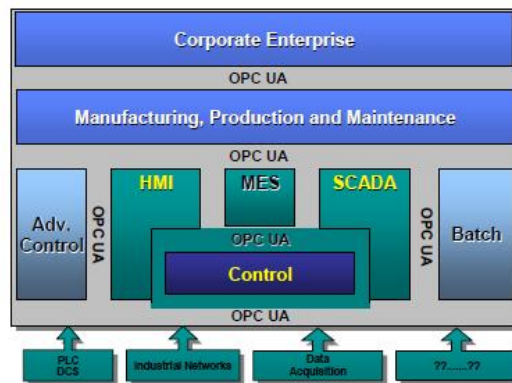 Corporate Enterprise
OPC UA
Manufacturing, Production and Maintenance
OPC UA
HMI
MES
SCADA
Adv.
Control
OPC UA
OPC UA
Control
OPC UA
Batch
OPC UA
PLC
DCS
Industrial Networks
Data
Acquisition
??......??